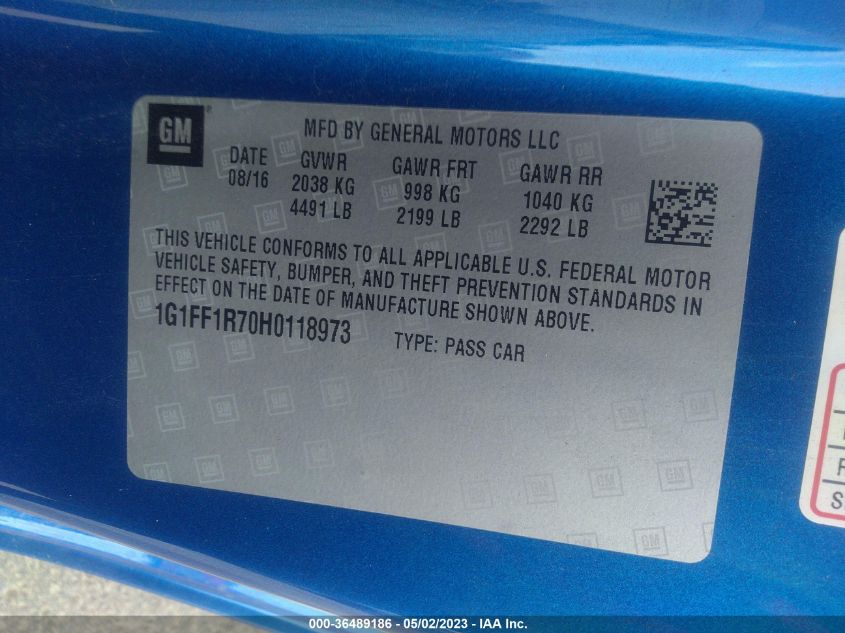 GM
MFD BY GENERAL MOTORS LLC
DATE GVWR GAWR FRT GAWR RR
08/16 2038 KG 998 KG 1040 KG
4491 LB 2199 LB 2292 LB
THIS VEHICLE CONFORMS TO ALL APPLICABLE U.S. FEDERAL MOTOR
VEHICLE SAFETY, BUMPER, AND THEFT PREVENTION STANDARDS IN
EFFECT ON THE DATE OF MANUFACTURE SHOWN ABOVE.
1G1FF1R70H0118973 TYPE: PASS CAR
000-36489186 - 05/02/2023 - IAA Inc.